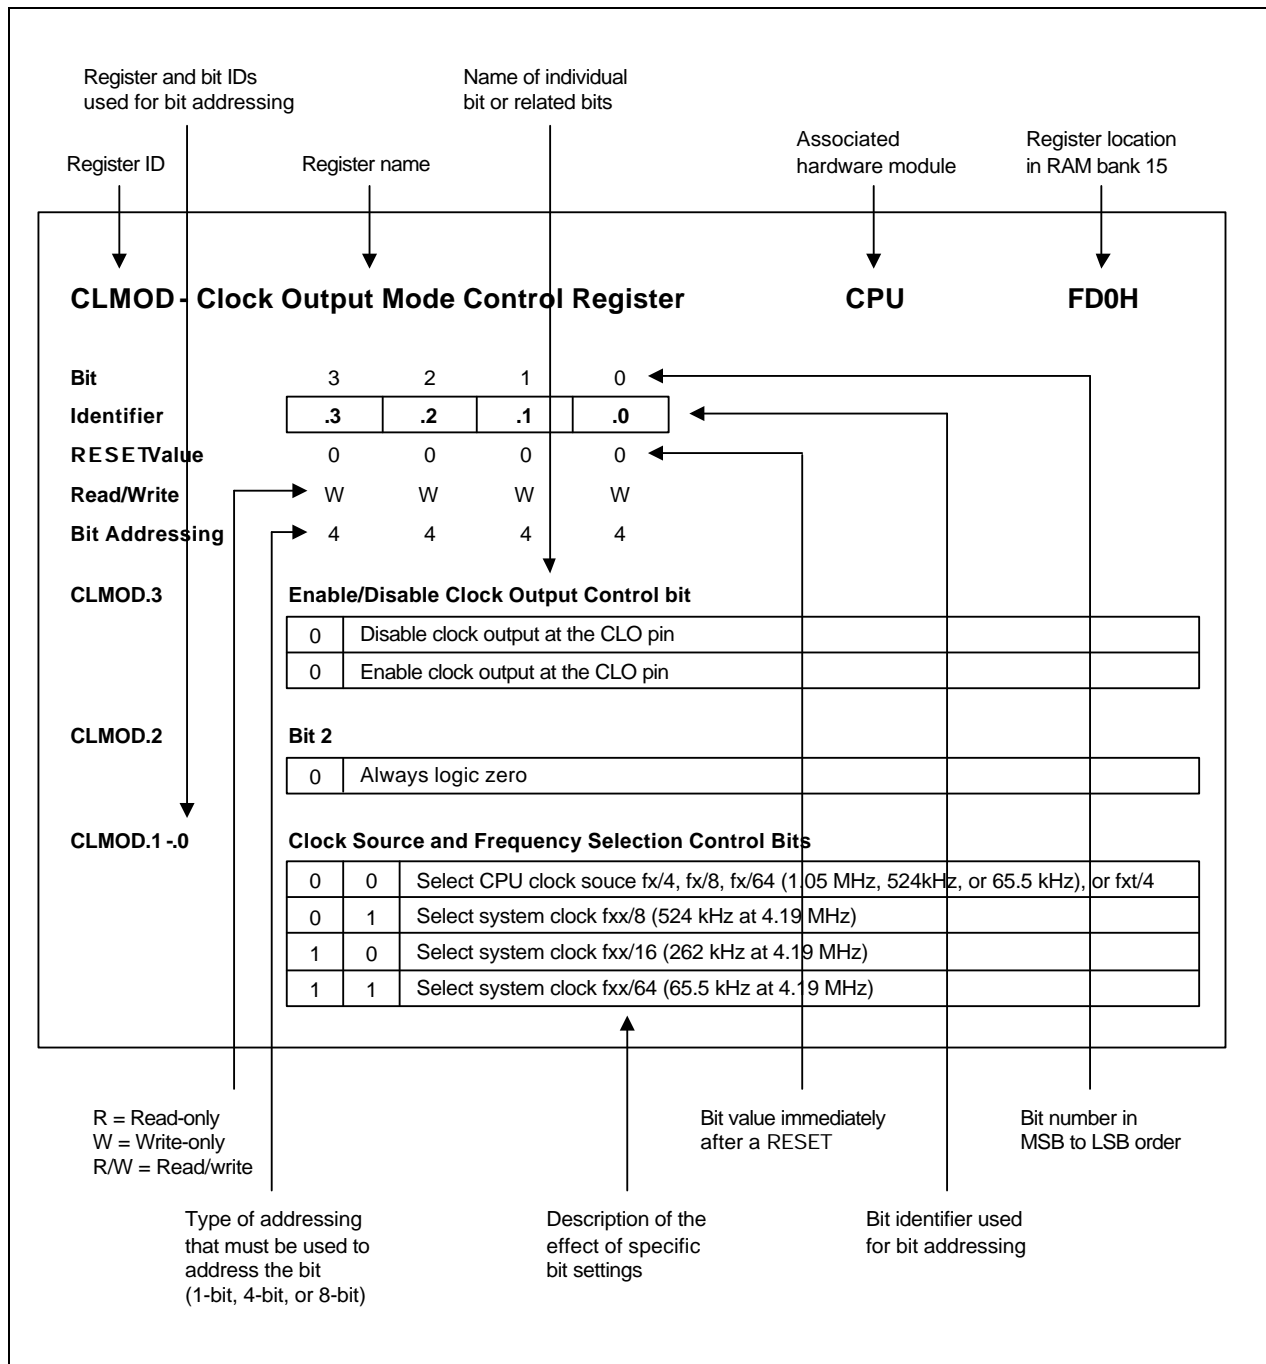 Register and bit IDs
used for bit addressing
Name of individual
bit or related bits
Register ID
Register name
Associated
hardware module
Register location
in RAM bank 15
CLMOD - Clock Output Mode Control Register CPU FD0H
Bit 3 2 1 0
Identifier .3 .2 .1 .0
RESET Value 0 0 0 0
Read/Write W W W W
Bit Addressing 4 4 4 4
CLMOD.3 Enable/Disable Clock Output Control bit
0 Disable clock output at the CLO pin
0 Enable clock output at the CLO pin
CLMOD.2 Bit 2
0 Always logic zero
CLMOD.1 -.0 Clock Source and Frequency Selection Control Bits
0 0 Select CPU clock souce fx/4, fx/8, fx/64 (1.05 MHz, 524kHz, or 65.5 kHz), or fxt/4
0 1 Select system clock fxx/8 (524 kHz at 4.19 MHz)
1 0 Select system clock fxx/16 (262 kHz at 4.19 MHz)
1 1 Select system clock fxx/64 (65.5 kHz at 4.19 MHz)
R = Read-only
W = Write-only
R/W = Read/write
Bit value immediately
after a RESET
Bit number in
MSB to LSB order
Type of addressing
that must be used to
address the bit
(1-bit, 4-bit, or 8-bit)
Description of the
effect of specific
bit settings
Bit identifier used
for bit addressing